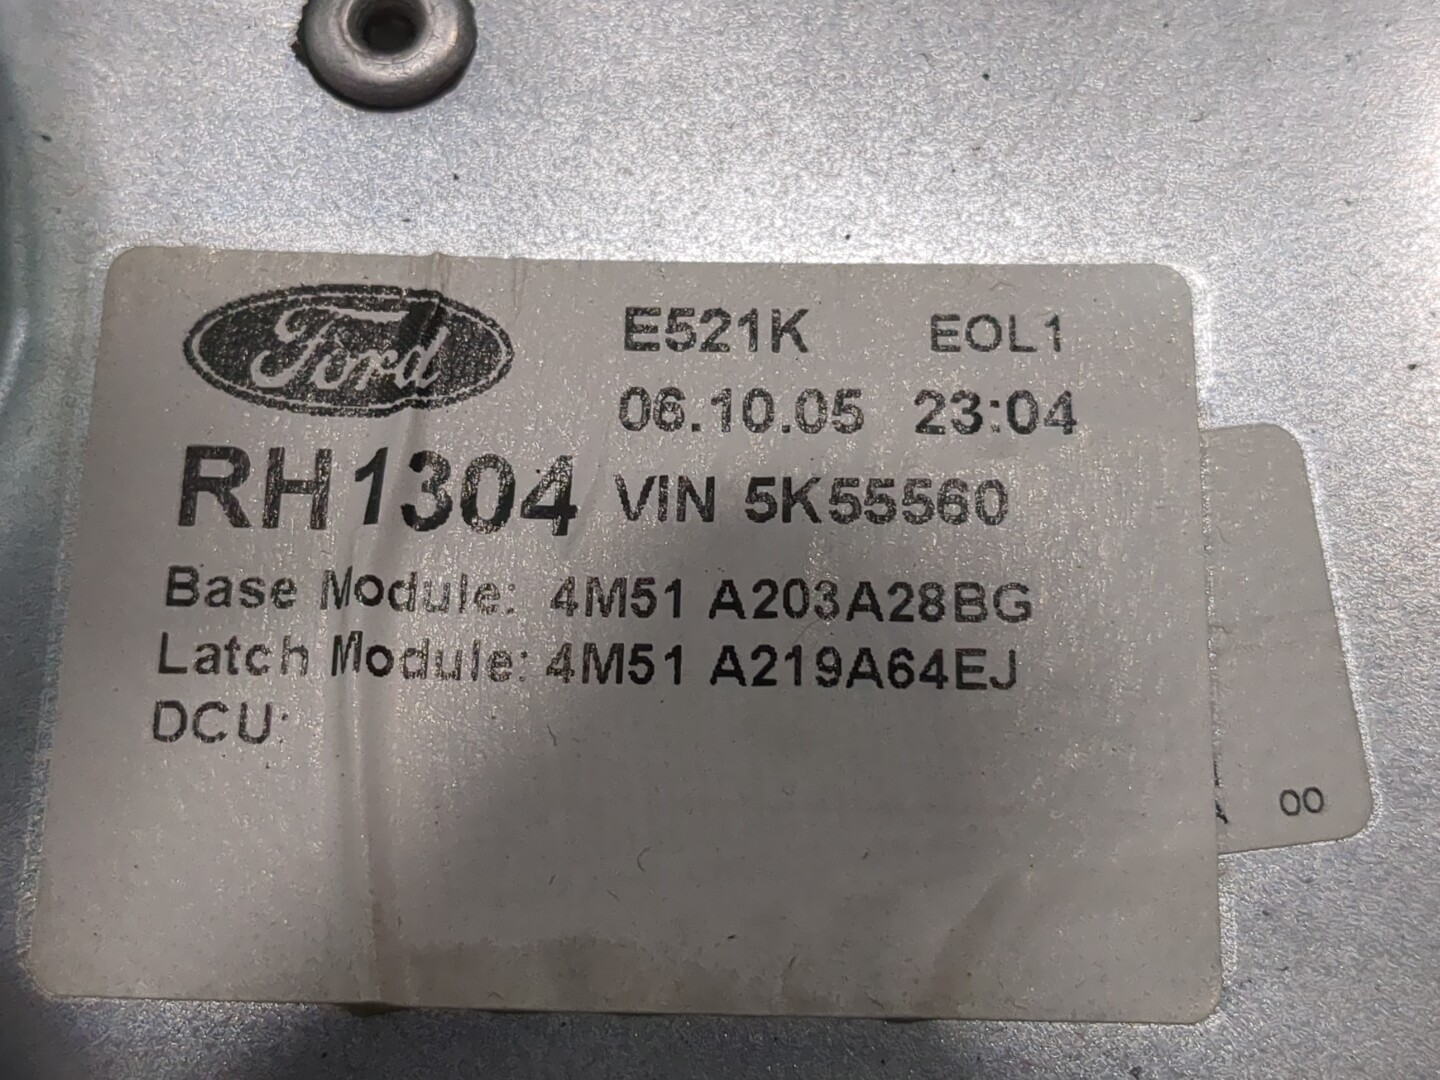 Ford
E521K EOL1
06.10.05 23:04
RH1304 VIN 5K55560
Base Module: 4M51 A203A28BG
Latch Module: 4M51 A219A64EJ
DCU:
00